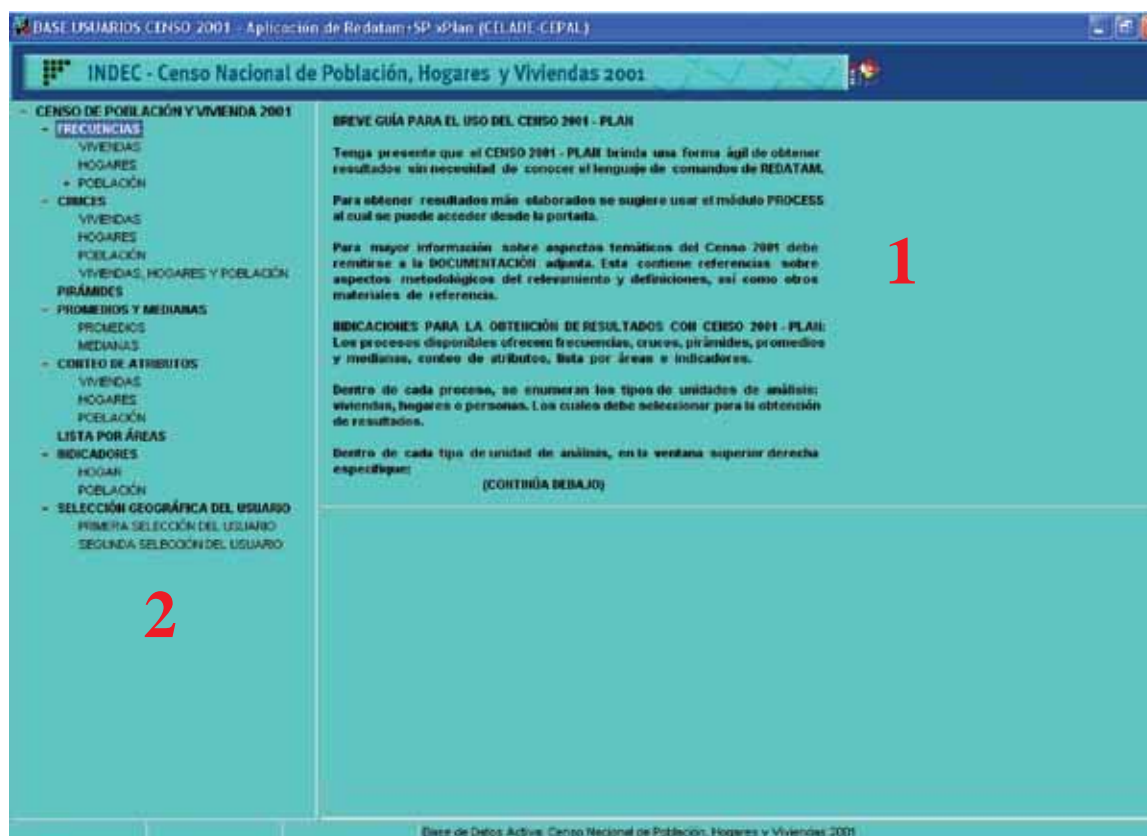 BASE USUARIOS CENSO 2001 - Aplicación de Redatam+SP xPlan (CELADE-CEPAL)
INDEC - Censo Nacional de Población, Hogares y Viviendas 2001
- CENSO DE POBLACIÓN Y VIVIENDA 2001
- FRECUENCIAS
VIVIENDAS
HOGARES
+ POBLACIÓN
- CRUCES
VIVIENDAS
HOGARES
POBLACIÓN
VIVIENDAS, HOGARES Y POBLACIÓN
PIRÁMIDES
- PROMEDIOS Y MEDIANAS
PROMEDIOS
MEDIANAS
- CONTEO DE ATRIBUTOS
VIVIENDAS
HOGARES
POBLACIÓN
LISTA POR ÁREAS
- INDICADORES
HOGAR
POBLACIÓN
- SELECCIÓN GEOGRÁFICA DEL USUARIO
PRIMERA SELECCIÓN DEL USUARIO
SEGUNDA SELECCIÓN DEL USUARIO
2
BREVE GUÍA PARA EL USO DEL CENSO 2001 - PLAN
Tenga presente que el CENSO 2001 - PLAN brinda una forma ágil de obtener
resultados sin necesidad de conocer el lenguaje de comandos de REDATAM.
Para obtener resultados más elaborados se sugiere usar el módulo PROCESS
al cual se puede acceder desde la portada.
Para mayor información sobre aspectos temáticos del Censo 2001 debe
remitirse a la DOCUMENTACIÓN adjunta. Esta contiene referencias sobre
aspectos metodológicos del relevamiento y definiciones, así como otros
materiales de referencia.
INDICACIONES PARA LA OBTENCIÓN DE RESULTADOS CON CENSO 2001 - PLAN:
Los procesos disponibles ofrecen frecuencias, cruces, pirámides, promedios
y medianas, conteo de atributos, lista por áreas e indicadores.
Dentro de cada proceso, se enumeran los tipos de unidades de análisis:
viviendas, hogares o personas. Los cuales debe seleccionar para la obtención
de resultados.
Dentro de cada tipo de unidad de análisis, en la ventana superior derecha
especifique:
(CONTINÚA DEBAJO)
1
Base de Datos Activa: Censo Nacional de Población, Hogares y Viviendas 2001